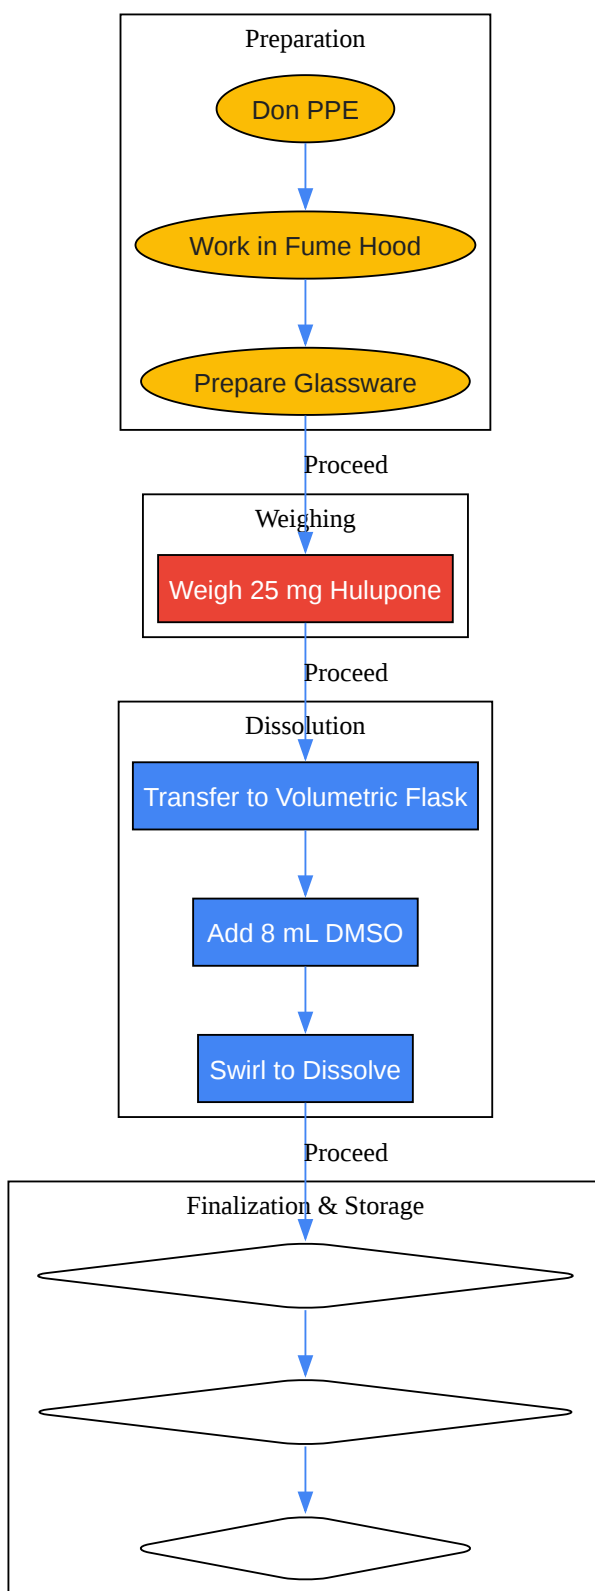 Preparation
Don PPE
Work in Fume Hood
Prepare Glassware
Proceed
Weighing
Weigh 25 mg Hulupone
Proceed
Dissolution
Transfer to Volumetric Flask
Add 8 mL DMSO
Swirl to Dissolve
Proceed
Finalization & Storage